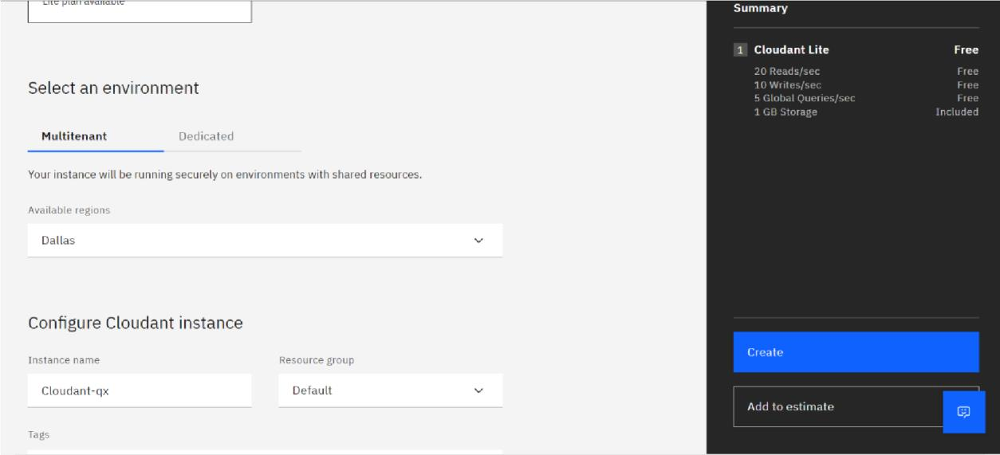 Lite plan available
Select an environment
Multitenant Dedicated
Your instance will be running securely on environments with shared resources.
Available regions
Dallas
Configure Cloudant instance
Instance name Resource group
Cloudant-qx Default
Tags
Summary
1 Cloudant Lite Free
20 Reads/sec Free
10 Writes/sec Free
5 Global Queries/sec Free
1 GB Storage Included
Create
Add to estimate